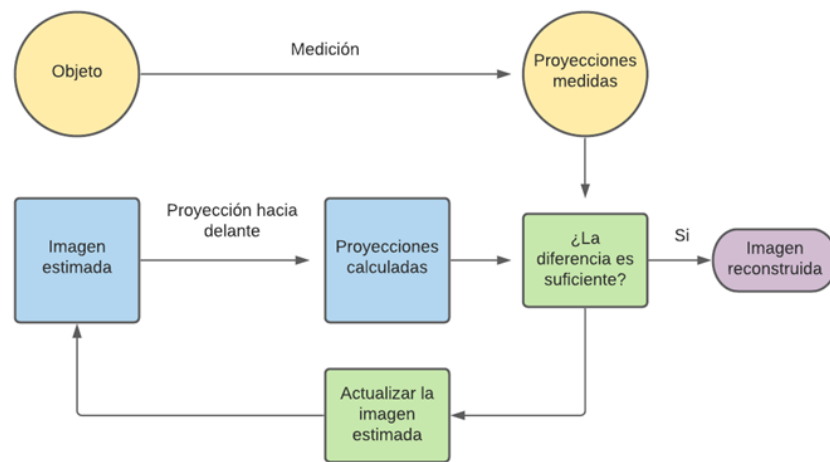 Objeto
Medición
Proyecciones
medidas
Imagen
estimada
Proyección hacia
delante
Proyecciones
calculadas
¿La
diferencia es
suficiente?
Si
Imagen
reconstruida
Actualizar la
imagen
estimada